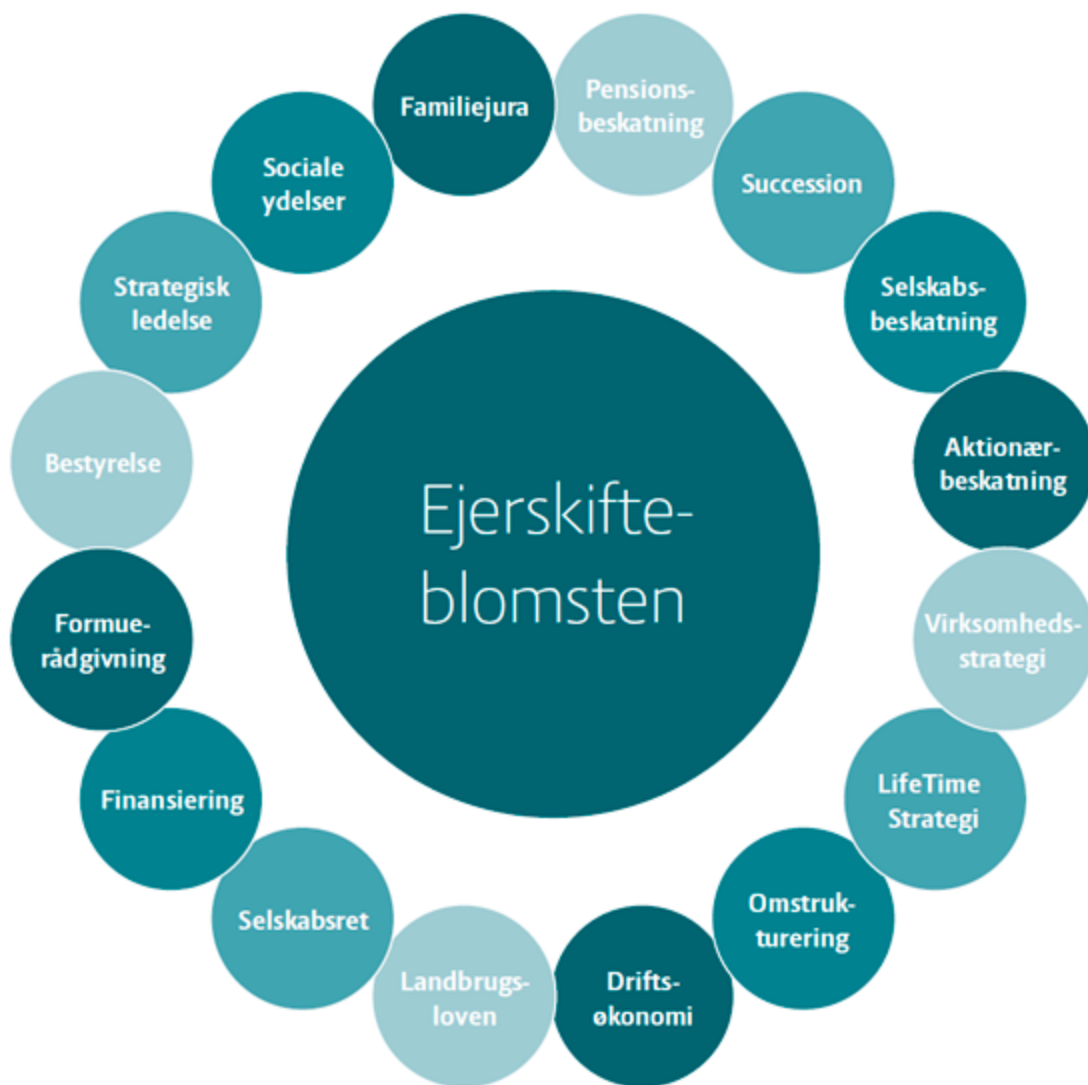 Familiejura
Pensions-
beskatning
Succession
Selskabs-
beskatning
Aktionær-
beskatning
Virksomheds-
strategi
LifeTime
Strategi
Omstruk-
turering
Drifts-
økonomi
Landbrugs-
loven
Selskabsret
Finansiering
Formue-
rådgivning
Bestyrelse
Strategisk
ledelse
Sociale
ydelser
Ejerskifte-
blomsten